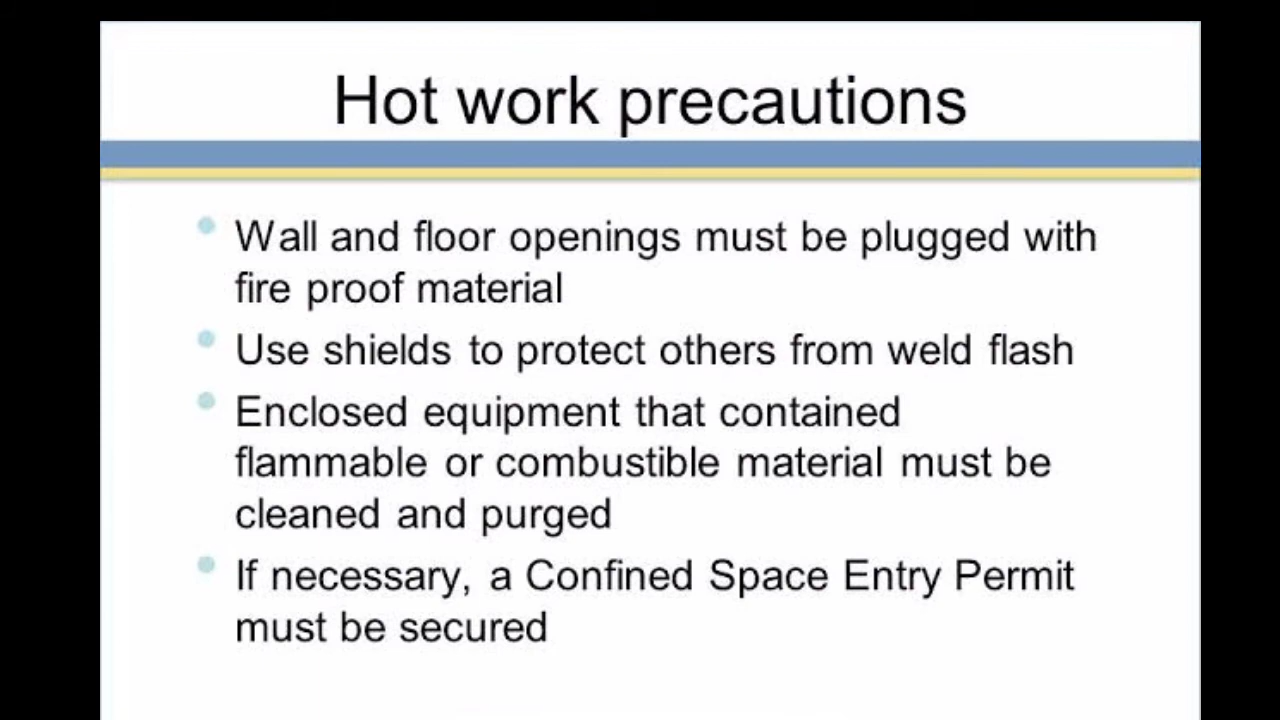 Hot work precautions
• Wall and floor openings must be plugged with
fire proof material
• Use shields to protect others from weld flash
• Enclosed equipment that contained
flammable or combustible material must be
cleaned and purged
• If necessary, a Confined Space Entry Permit
must be secured